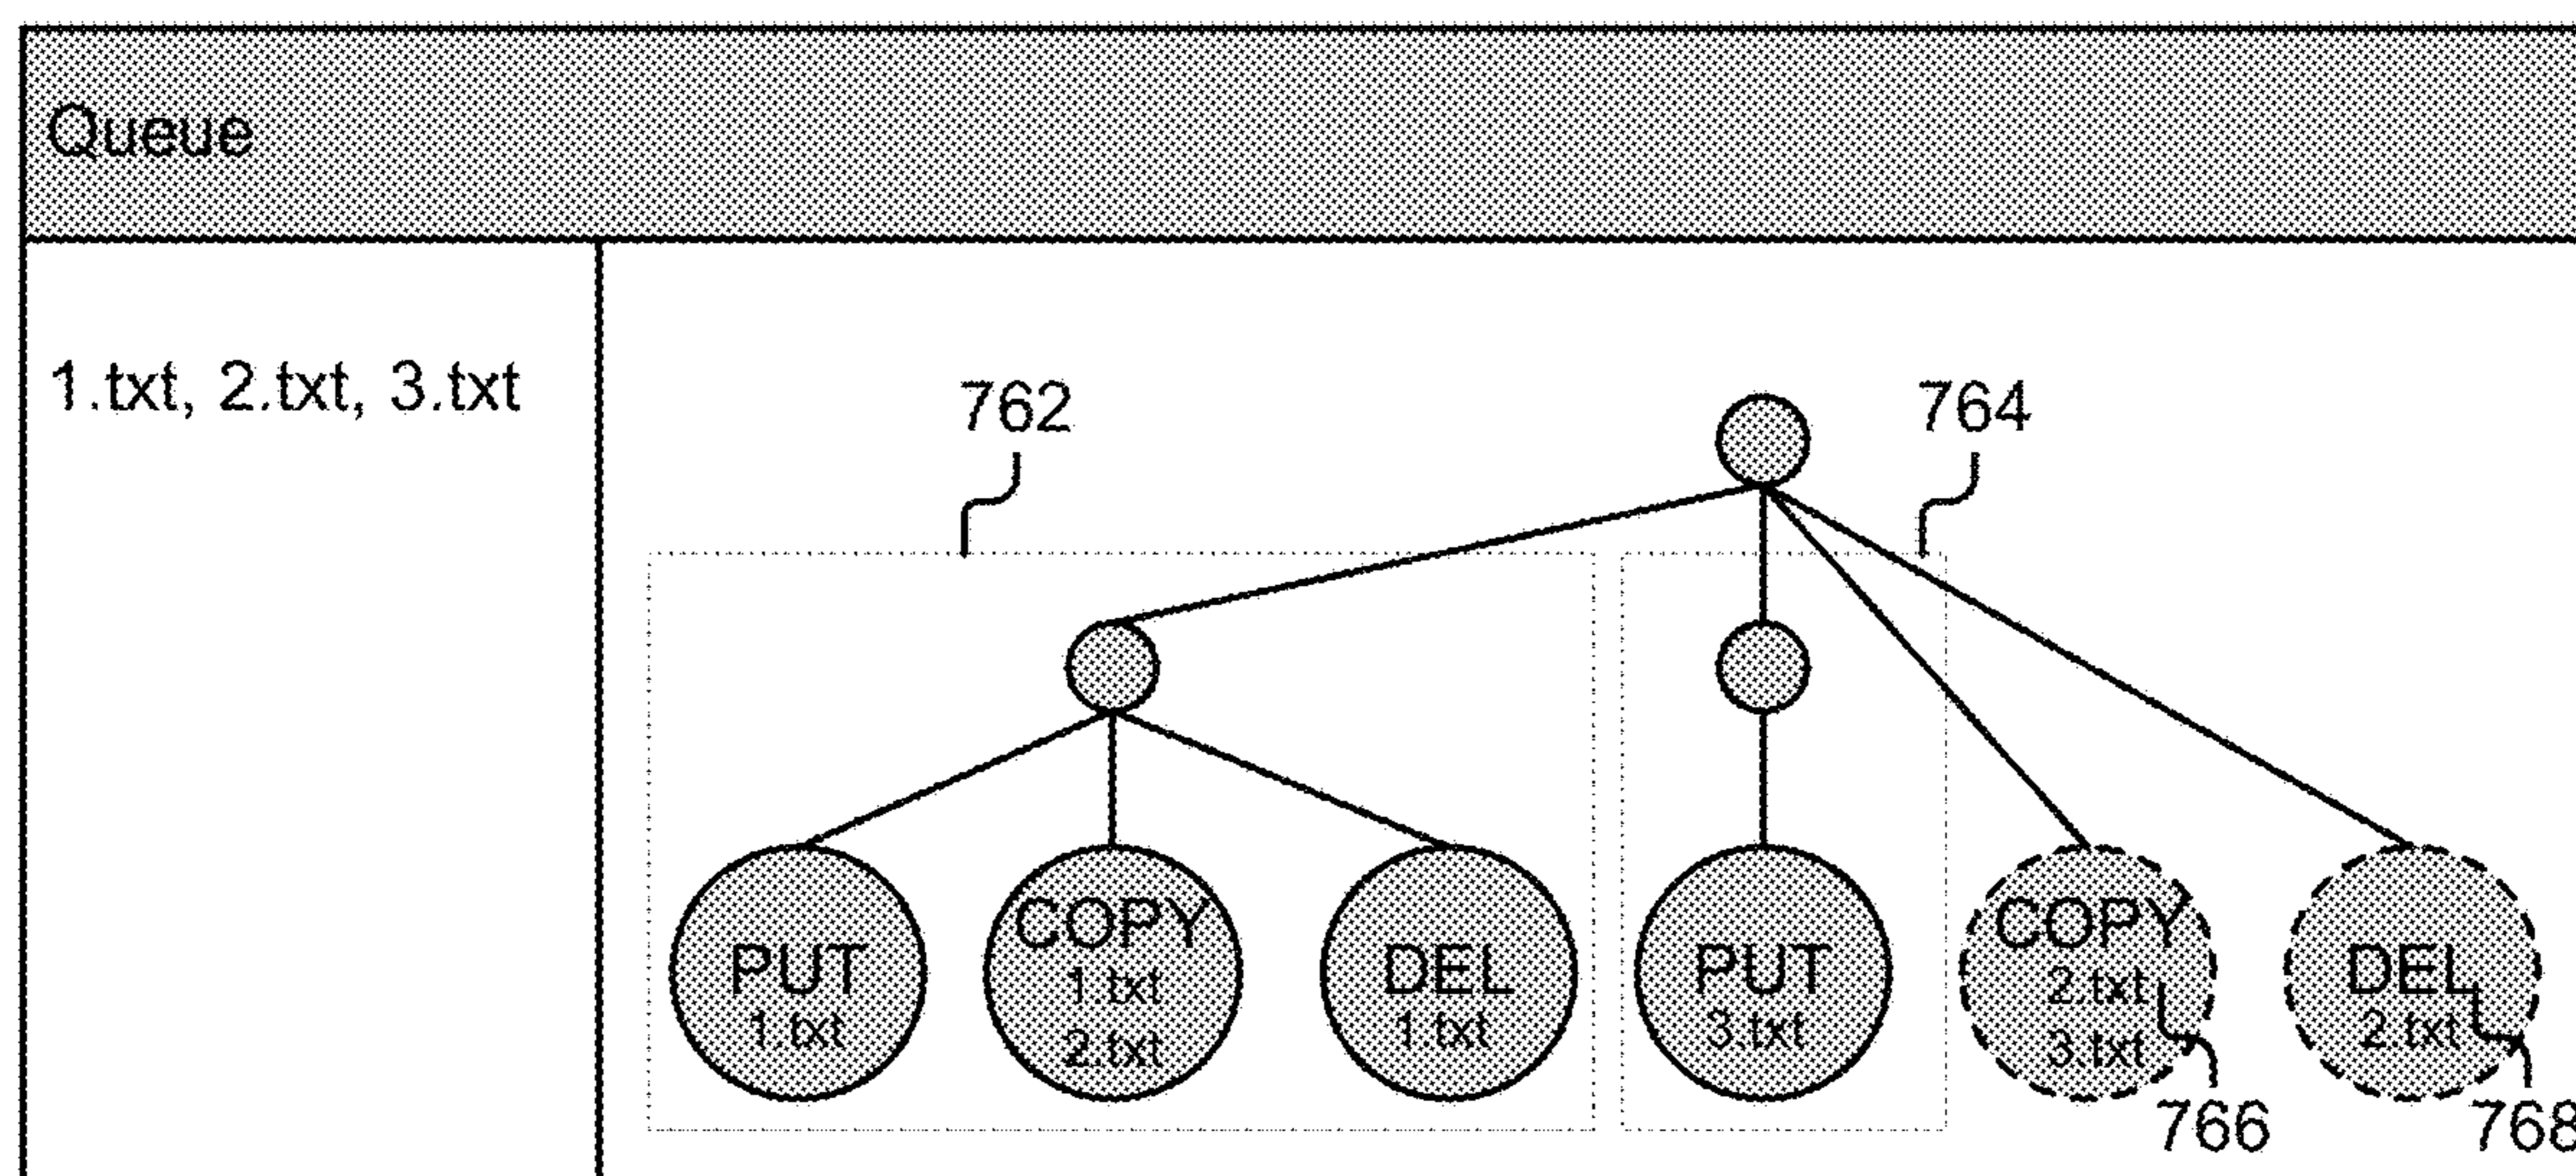 Queue
1.txt, 2.txt, 3.txt
762
764
PUT
1.txt
COPY
1.txt
2.txt
DEL
1.txt
PUT
3.txt
COPY
2.txt
3.txt
DEL
2.txt
766
768